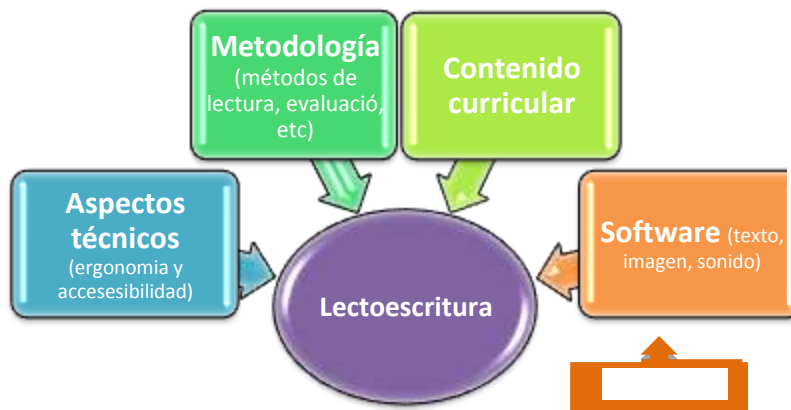 Metodología
(métodos de
lectura, evaluació,
etc)
Contenido
curricular
Aspectos
técnicos
(ergonomia y
accesesibilidad)
Software (texto,
imagen, sonido)
Lectoescritura